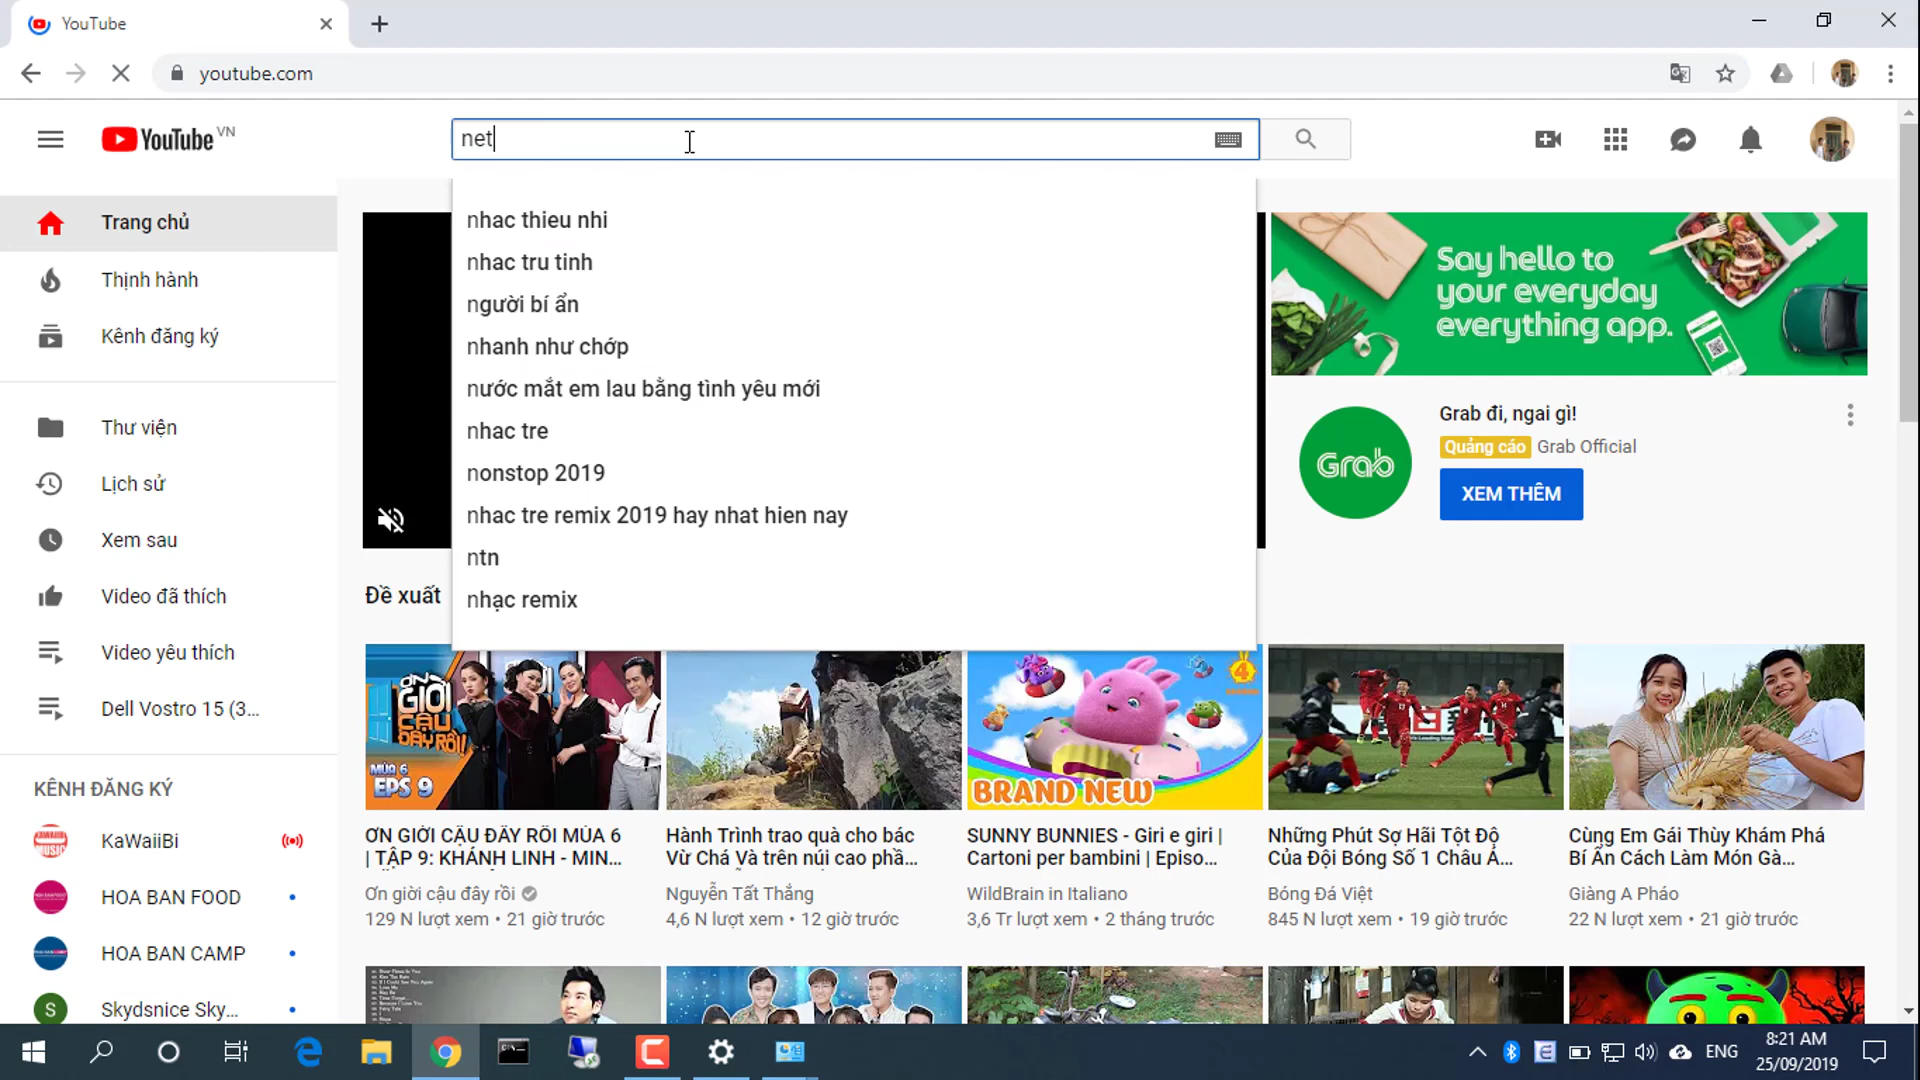 YouTube
youtube.com
YouTube VN
net
nhac thieu nhi
nhac tru tinh
người bí ẩn
nhanh như chớp
nước mắt em lau bằng tình yêu mới
nhac tre
nonstop 2019
nhac tre remix 2019 hay nhat hien nay
ntn
nhạc remix
Trang chủ
Thịnh hành
Kênh đăng ký
Thư viện
Lịch sử
Xem sau
Video đã thích
Video yêu thích
Dell Vostro 15 (3...
KÊNH ĐĂNG KÝ
KaWaiiBi
HOA BAN FOOD
HOA BAN CAMP
S
Skydsnice Sky...
Say hello to
your everyday
everything app.
Grab
Grab đi, ngai gì!
Quảng cáo Grab Official
XEM THÊM
Đề xuất
ƠN GIỜI
CẬU
ĐÂY RỒI!
MÙA 6
EPS 9
4
BRAND NEW
ƠN GIỜI CẬU ĐÂY RỒI MÙA 6
| TẬP 9: KHÁNH LINH - MIN...
Ơn giời cậu đây rồi
129 N lượt xem • 21 giờ trước
Hành Trình trao quà cho bác
Vừ Chá Và trên núi cao phầ...
Nguyễn Tất Thắng
4,6 N lượt xem • 12 giờ trước
SUNNY BUNNIES - Giri e giri |
Cartoni per bambini | Episo...
WildBrain in Italiano
3,6 Tr lượt xem • 2 tháng trước
Những Phút Sợ Hãi Tột Độ
Của Đội Bóng Số 1 Châu Á...
Bóng Đá Việt
845 N lượt xem • 19 giờ trước
Cùng Em Gái Thùy Khám Phá
Bí Ẩn Cách Làm Món Gà...
Giàng A Pháo
22 N lượt xem • 21 giờ trước
ENG
8:21 AM
25/09/2019